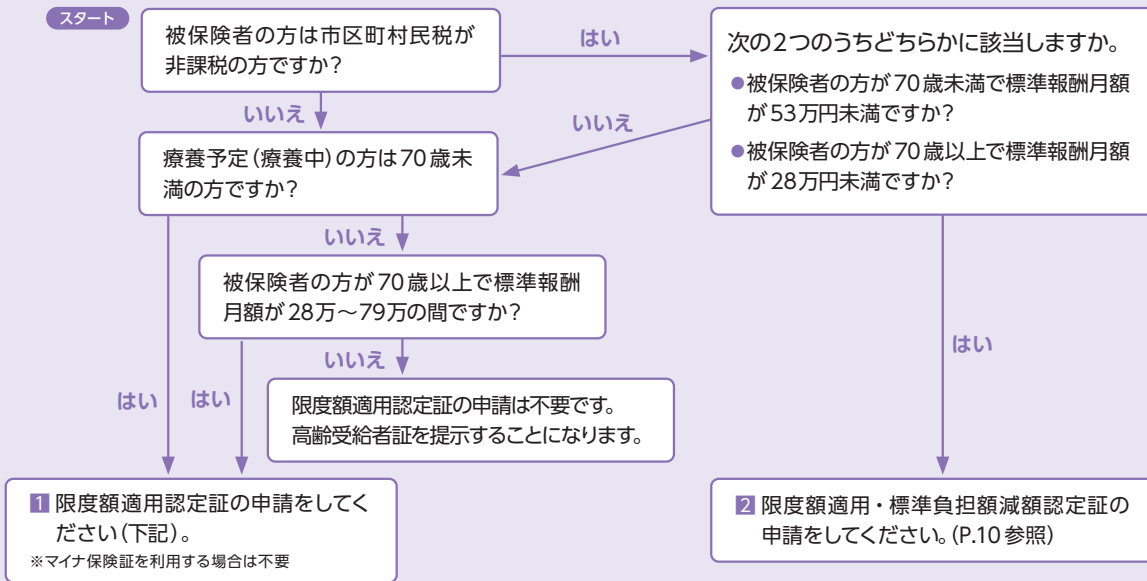 スタート
被保険者の方は市区町村民税が
非課税の方ですか？
はい
次の2つのうちどちらかに該当しますか。
●被保険者の方が70歳未満で標準報酬月額
が53万円未満ですか？
●被保険者の方が70歳以上で標準報酬月額
が28万円未満ですか？
いいえ
いいえ
療養予定（療養中）の方は70歳未
満の方ですか？
いいえ
被保険者の方が70歳以上で標準報酬
月額が28万～79万の間ですか？
いいえ
はい
はい
はい
限度額適用認定証の申請は不要です。
高齢受給者証を提示することになります。
1 限度額適用認定証の申請をしてく
ださい（下記）。
※マイナ保険証を利用する場合は不要
2 限度額適用・標準負担額減額認定証の
申請をしてください。（P.10参照）